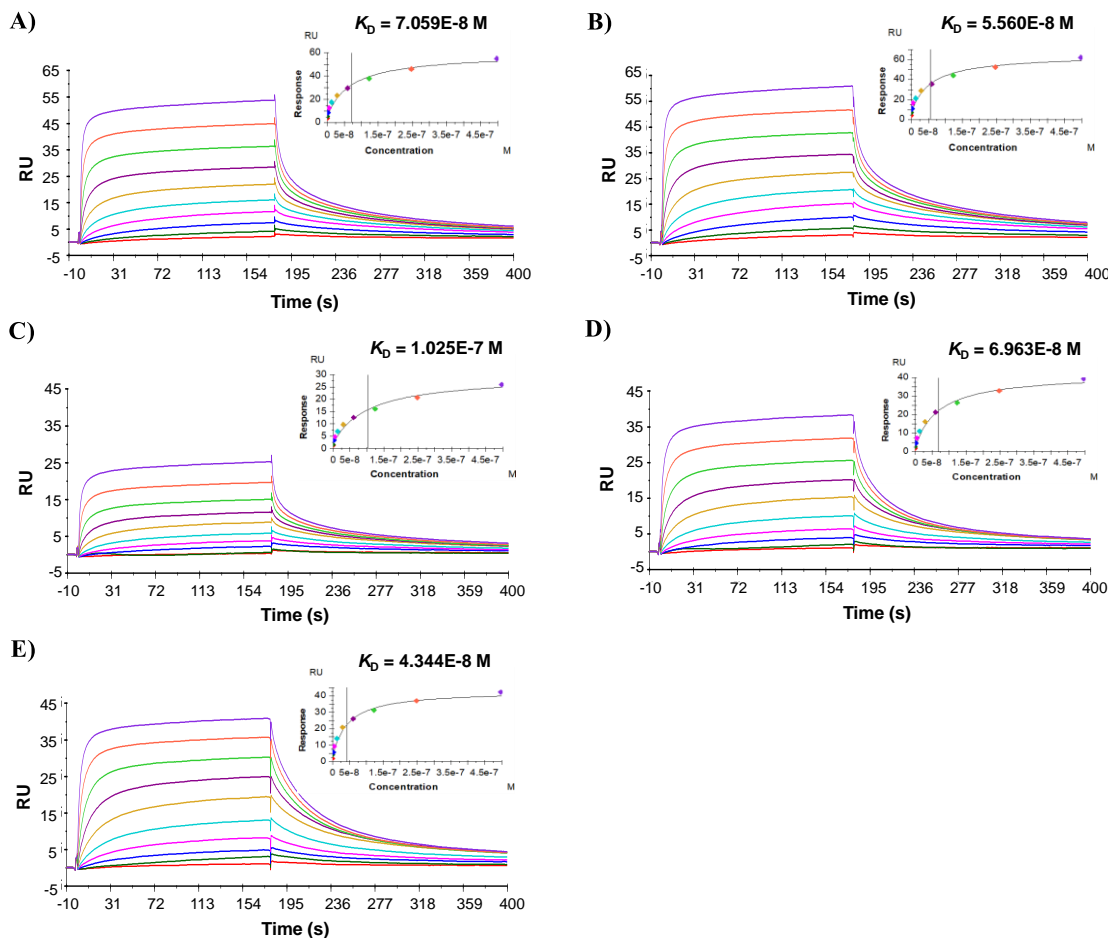 A)
K_D = 7.059E-8 M
RU
60
50
40
30
20
10
0
Response
0 5e-8 1.5e-7 2.5e-7 3.5e-7 4.5e-7
Concentration M
65
55
45
35
25
15
5
-5
RU
-10 31 72 113 154 195 236 277 318 359 400
Time (s)
B)
K_D = 5.560E-8 M
RU
80
60
40
20
0
Response
0 5e-8 1.5e-7 2.5e-7 3.5e-7 4.5e-7
Concentration M
65
55
45
35
25
15
5
-5
RU
-10 31 72 113 154 195 236 277 318 359 400
Time (s)
C)
K_D = 1.025E-7 M
RU
30
25
20
15
10
5
0
Response
0 5e-8 1.5e-7 2.5e-7 3.5e-7 4.5e-7
Concentration M
45
35
25
15
5
-5
RU
-10 31 72 113 154 195 236 277 318 359 400
Time (s)
D)
K_D = 6.963E-8 M
RU
40
30
20
10
0
Response
0 5e-8 1.5e-7 2.5e-7 3.5e-7 4.5e-7
Concentration M
45
35
25
15
5
-5
RU
-10 31 72 113 154 195 236 277 318 359 400
Time (s)
E)
K_D = 4.344E-8 M
RU
50
40
30
20
10
0
Response
0 5e-8 1.5e-7 2.5e-7 3.5e-7 4.5e-7
Concentration M
45
35
25
15
5
-5
RU
-10 31 72 113 154 195 236 277 318 359 400
Time (s)